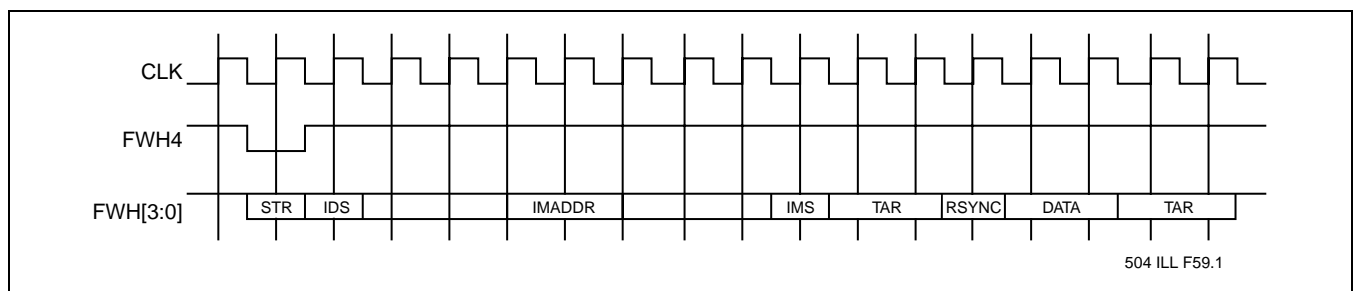 CLK
FWH4
FWH[3:0]
STR IDS IMADDR IMS TAR RSYNC DATA TAR
504 ILL F59.1